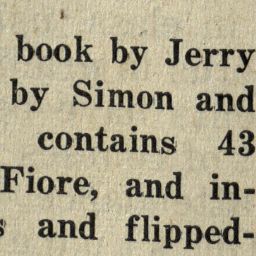 book by Jerry
by Simon and
contains 43
Fiore, and in-
s and flipped-